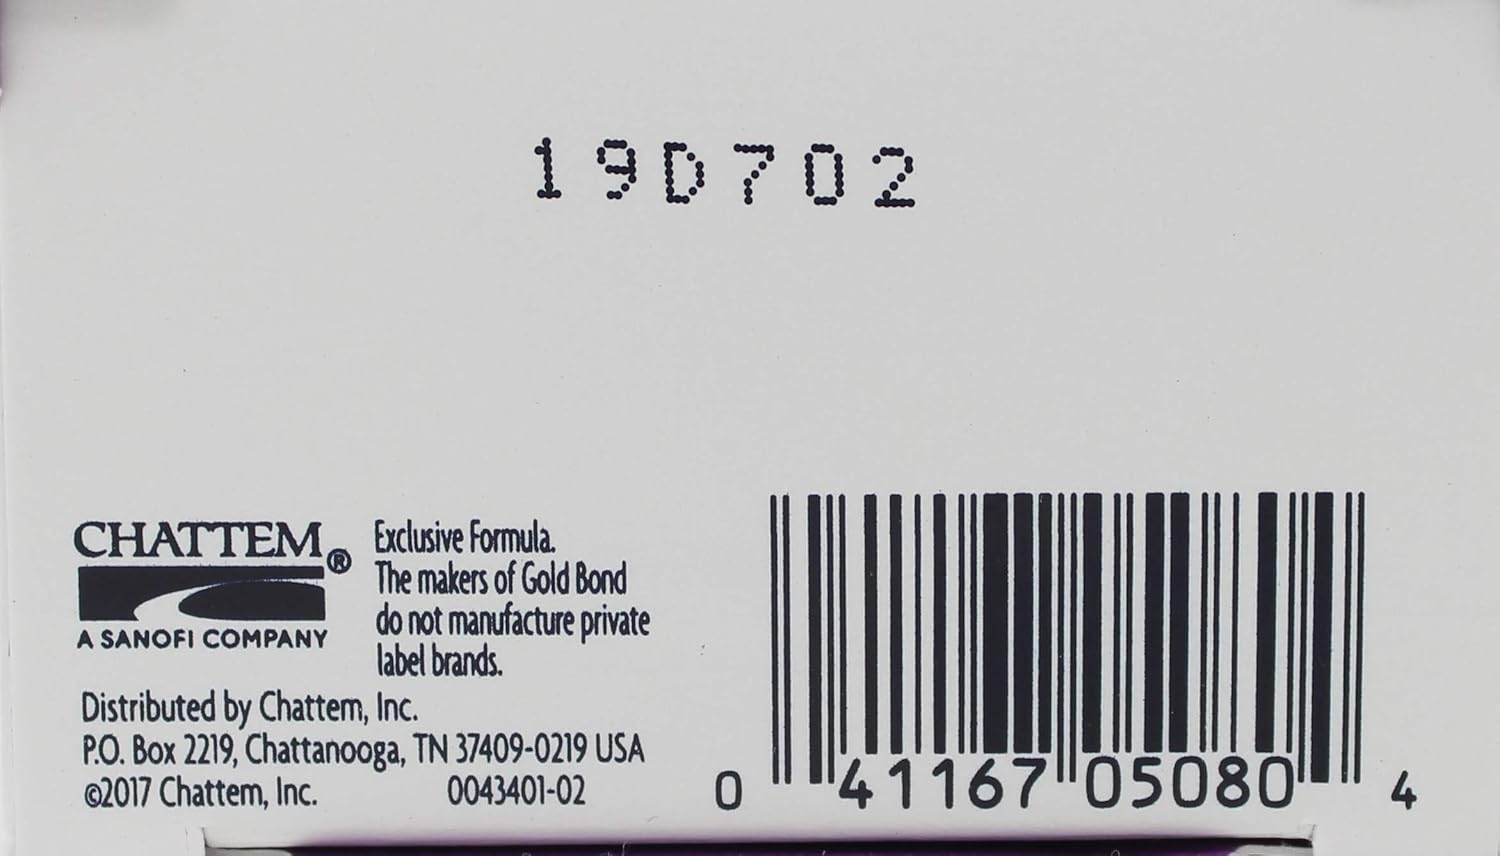 19D702
CHATTEM®
A SANOFI COMPANY
Exclusive Formula.
The makers of Gold Bond
do not manufacture private
label brands.
Distributed by Chattem, Inc.
P.O. Box 2219, Chattanooga, TN 37409-0219 USA
©2017 Chattem, Inc. 0043401-02
0 41167 05080 4